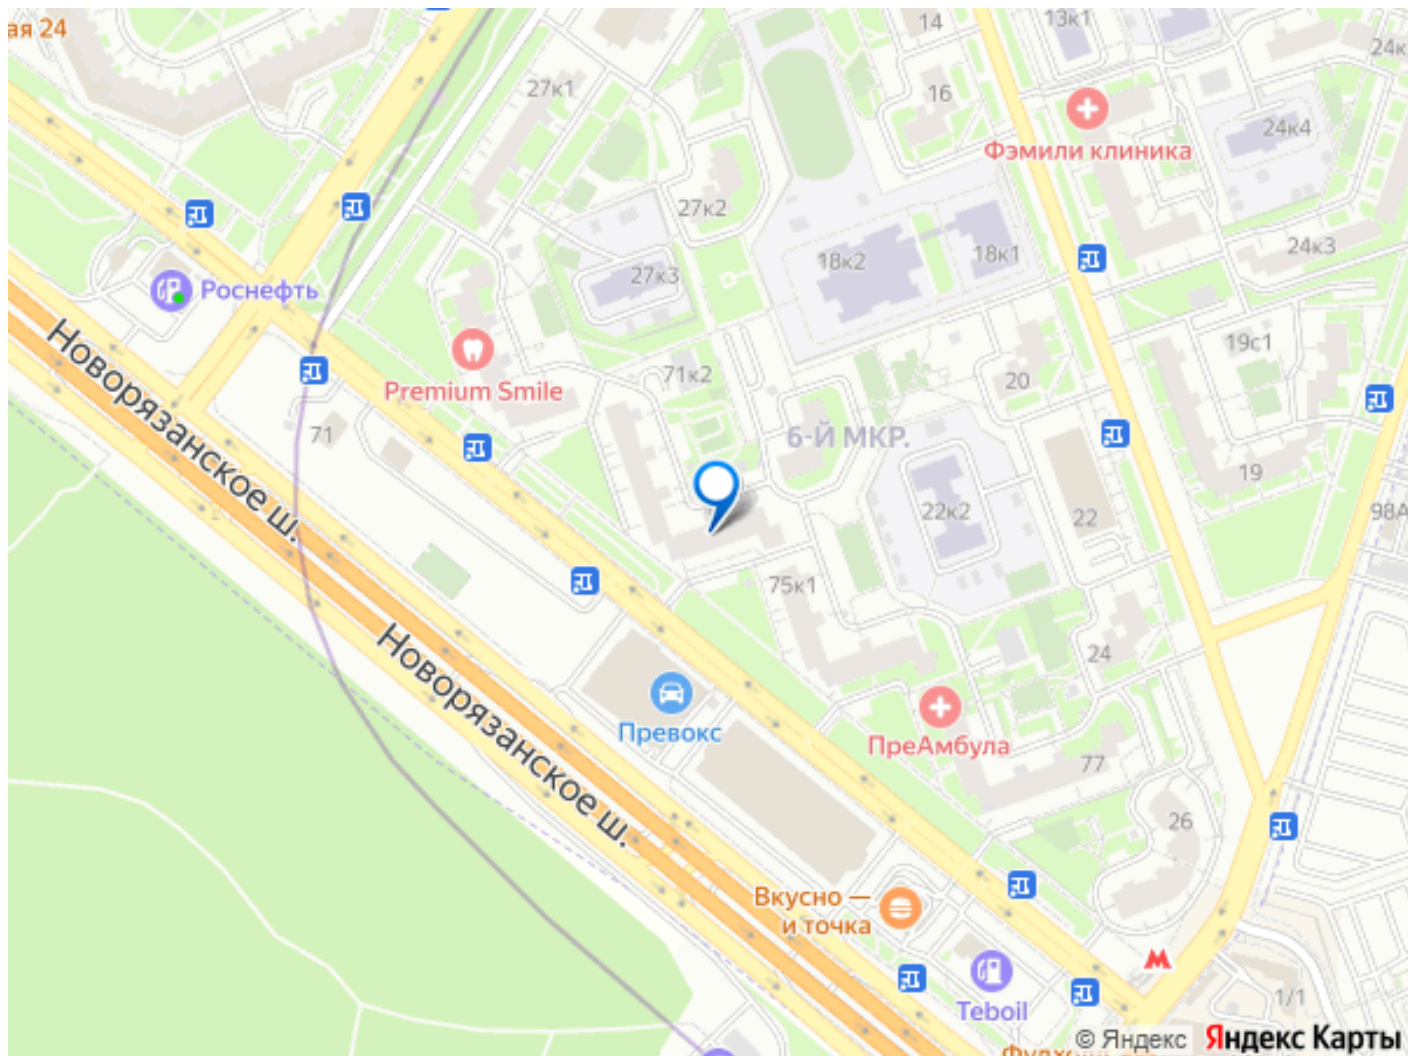 ая 24
14
13к1
24к
27к1
16
24к4
Фэмили клиника
27к2
18к2
18к1
24к3
27к3
Роснефть
Новорязанское ш.
19с1
71к2
20
Premium Smile
71
6-Й МКР.
19
22к2
22
98А
75к1
24
Новорязанское ш.
Превокс
ПреАмбула
77
26
Вкусно —
и точка
Teboil
1/1
© Яндекс Яндекс Карты